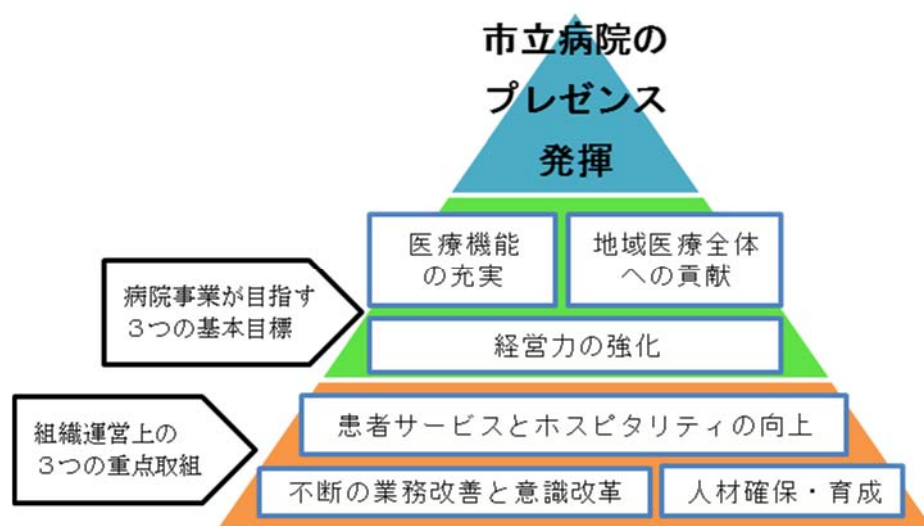 市立病院の
プレゼンス
発揮
医療機能
の充実
地域医療全体
への貢献
病院事業が目指す
３つの基本目標
経営力の強化
組織運営上の
３つの重点取組
患者サービスとホスピタリティの向上
不断の業務改善と意識改革
人材確保・育成